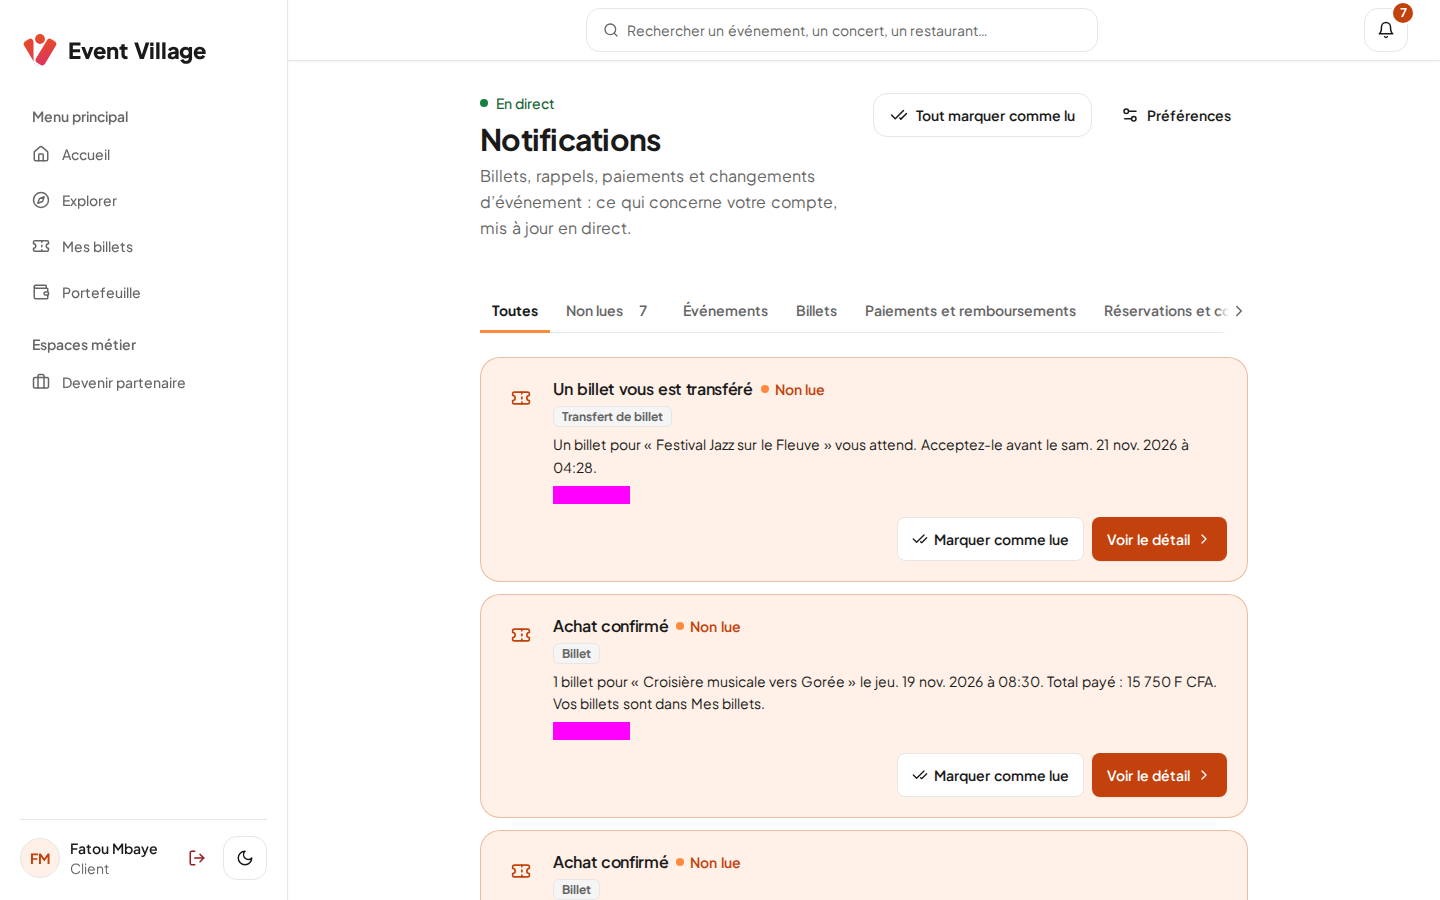 Event Village
Rechercher un événement, un concert, un restaurant…
7
Menu principal
Accueil
Explorer
Mes billets
Portefeuille
Espaces métier
Devenir partenaire
FM
Fatou Mbaye
Client
En direct
Notifications
Billets, rappels, paiements et changements
d’événement : ce qui concerne votre compte,
mis à jour en direct.
Tout marquer comme lu
Préférences
Toutes
Non lues 7
Événements
Billets
Paiements et remboursements
Réservations et
Un billet vous est transféré
Non lue
Transfert de billet
Un billet pour « Festival Jazz sur le Fleuve » vous attend. Acceptez-le avant le sam. 21 nov. 2026 à
04:28.
Marquer comme lue
Voir le détail
Achat confirmé
Non lue
Billet
1 billet pour « Croisière musicale vers Gorée » le jeu. 19 nov. 2026 à 08:30. Total payé : 15 750 F CFA.
Vos billets sont dans Mes billets.
Marquer comme lue
Voir le détail
Achat confirmé
Non lue
Billet